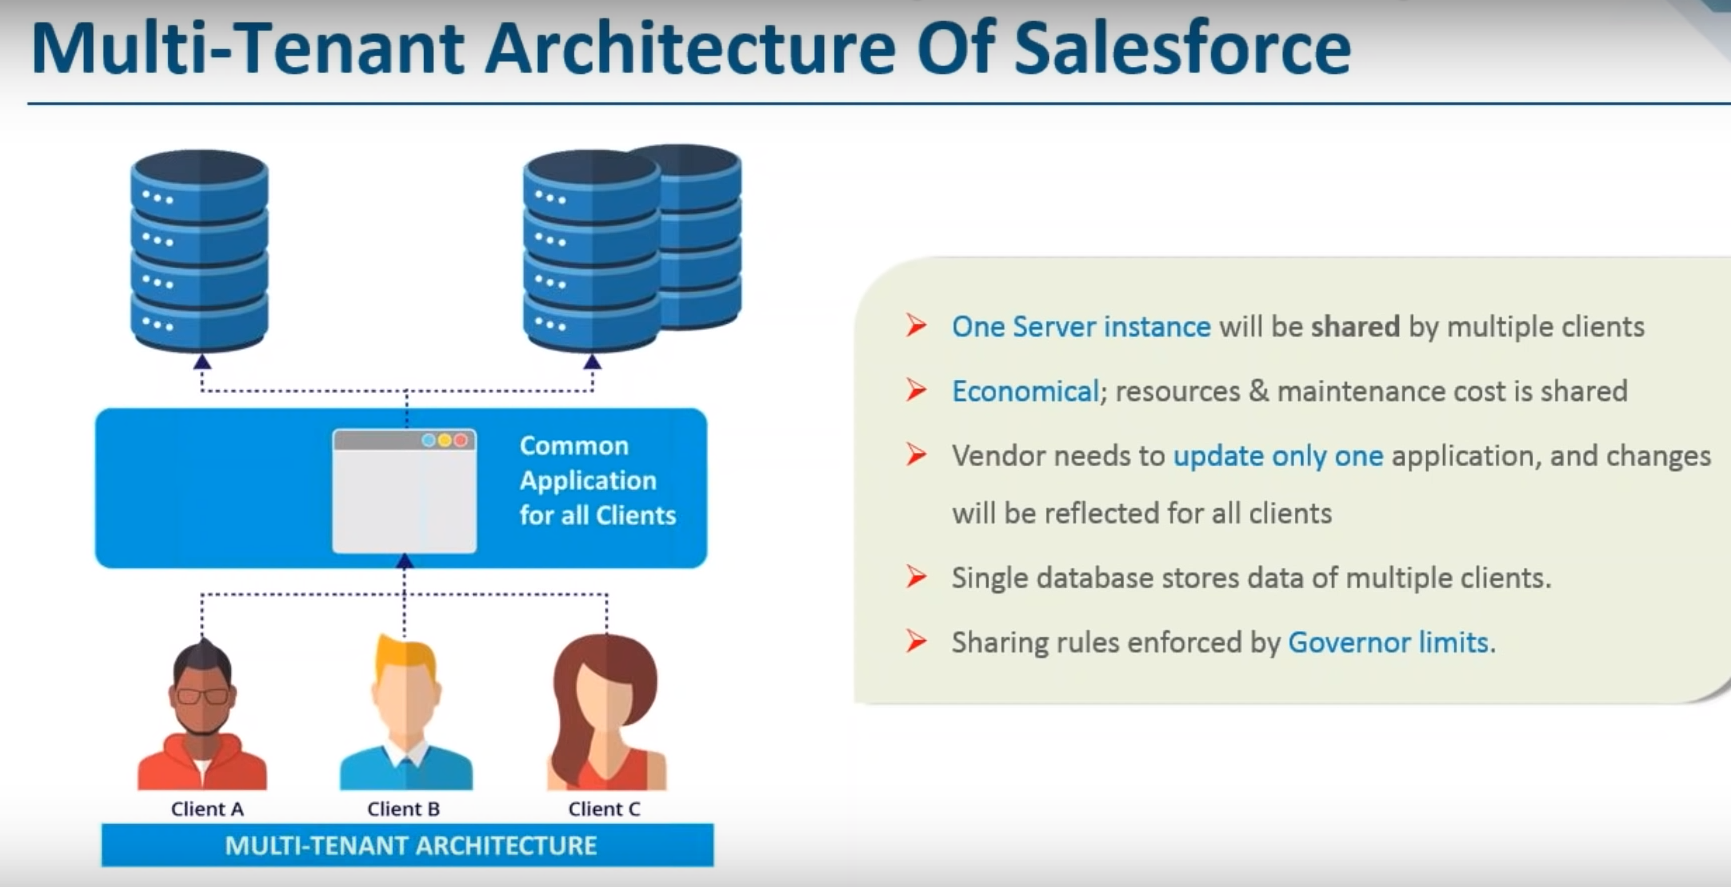 Multi-Tenant Architecture Of Salesforce
Common
Application
for all Clients
Client A
Client B
Client C
MULTI-TENANT ARCHITECTURE
One Server instance will be shared by multiple clients
Economical; resources & maintenance cost is shared
Vendor needs to update only one application, and changes
will be reflected for all clients
Single database stores data of multiple clients.
Sharing rules enforced by Governor limits.